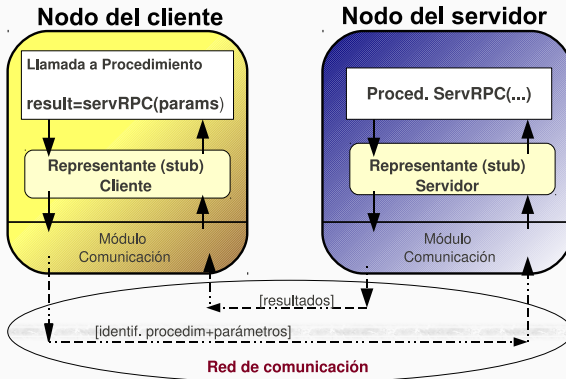 Nodo del cliente
Nodo del servidor
Llamada a Procedimiento
result=servRPC(params)
Proced. ServRPC(...)
Representante (stub)
Cliente
Representante (stub)
Servidor
Módulo
Comunicación
Módulo
Comunicación
[resultados]
[identif. procedim+parámetros]
Red de comunicación